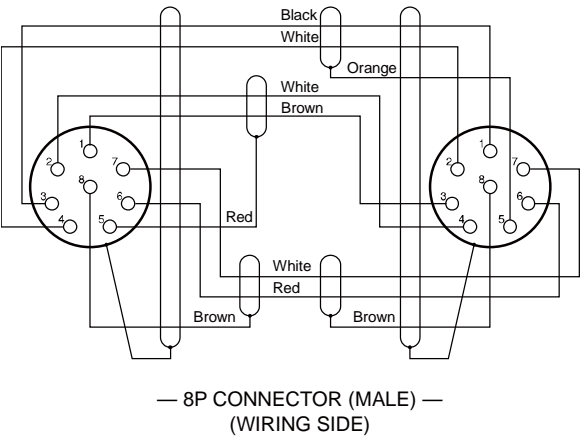 Black
White
Orange
White
Brown
1
2
7
8
3
6
4
5
1
2
7
8
3
6
4
5
Red
White
Red
Brown
Brown
— 8P CONNECTOR (MALE) —
(WIRING SIDE)